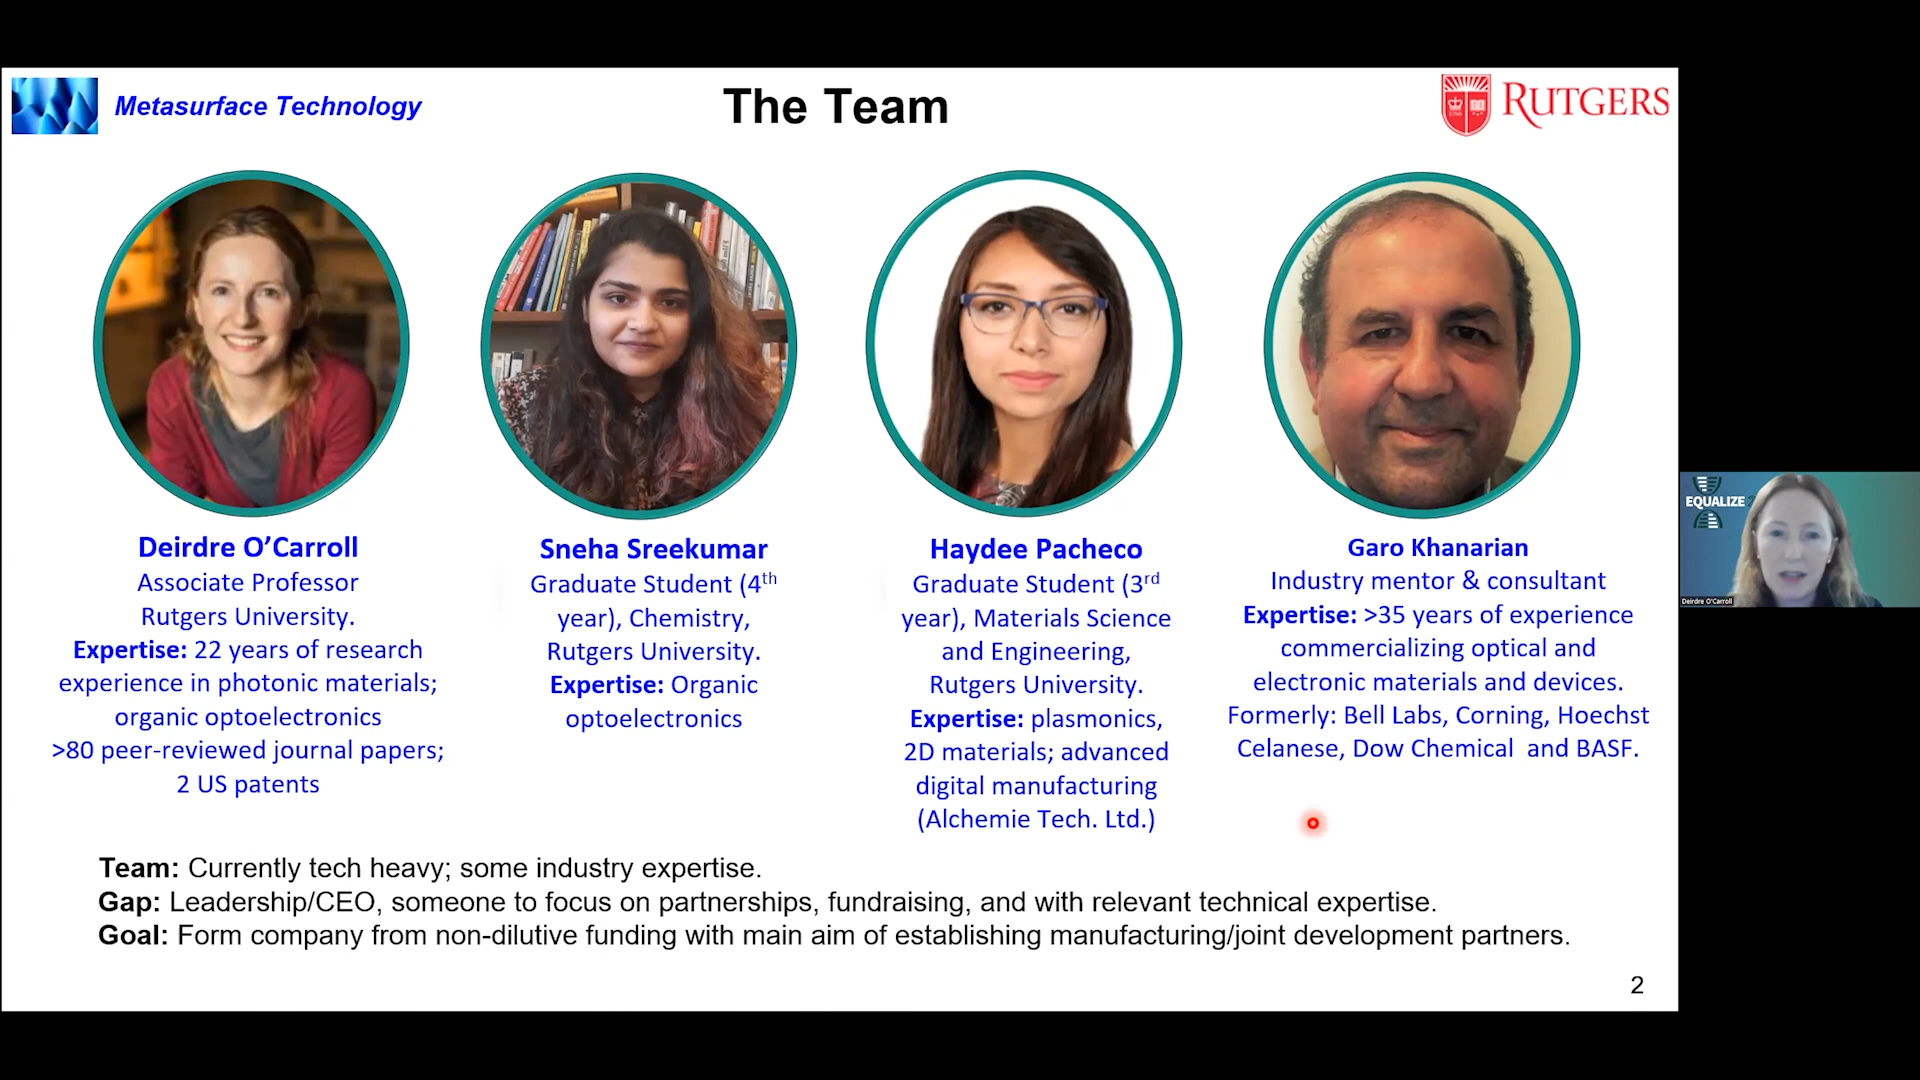 Metasurface Technology
The Team
RUTGERS
Deirdre O’Carroll
Associate Professor
Rutgers University.
Expertise: 22 years of research
experience in photonic materials;
organic optoelectronics
>80 peer-reviewed journal papers;
2 US patents
Sneha Sreekumar
Graduate Student (4th
year), Chemistry,
Rutgers University.
Expertise: Organic
optoelectronics
Haydee Pacheco
Graduate Student (3rd
year), Materials Science
and Engineering,
Rutgers University.
Expertise: plasmonics,
2D materials; advanced
digital manufacturing
(Alchemie Tech. Ltd.)
Garo Khanarian
Industry mentor & consultant
Expertise: >35 years of experience
commercializing optical and
electronic materials and devices.
Formerly: Bell Labs, Corning, Hoechst
Celanese, Dow Chemical and BASF.
Team: Currently tech heavy; some industry expertise.
Gap: Leadership/CEO, someone to focus on partnerships, fundraising, and with relevant technical expertise.
Goal: Form company from non-dilutive funding with main aim of establishing manufacturing/joint development partners.
2
EQUALIZE
Deirdre O'Carroll